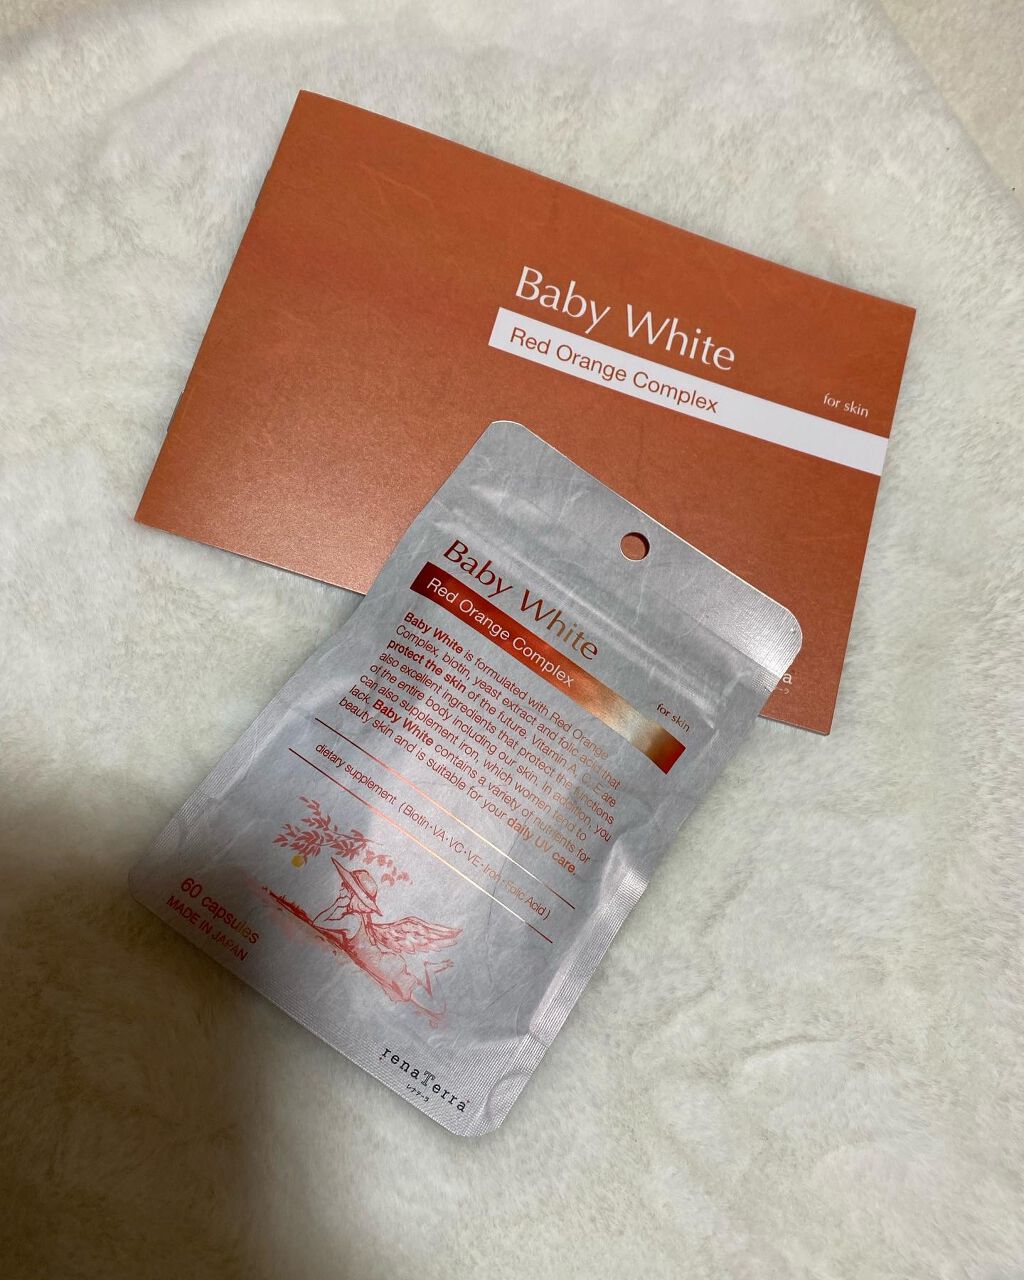 Baby White
Red Orange Complex
for skin
Baby White
Red Orange Complex
for skin
Baby White is formulated with Red Orange
Complex, biotin, yeast extract and folic acid that
protect the skin of the future. Vitamin A, C, E are
also excellent ingredients that protect the functions
of the entire body including our skin. In addition, you
can also supplement iron, which women tend to
lack. Baby White contains a variety of nutrients for
beauty skin and is suitable for your daily UV care.
dietary supplement (Biotin・VA・VC・VE・Iron・Folic Acid)
60 capsules
MADE IN JAPAN
renaTerra
レナテーラ